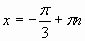 x = −π/3 + πn